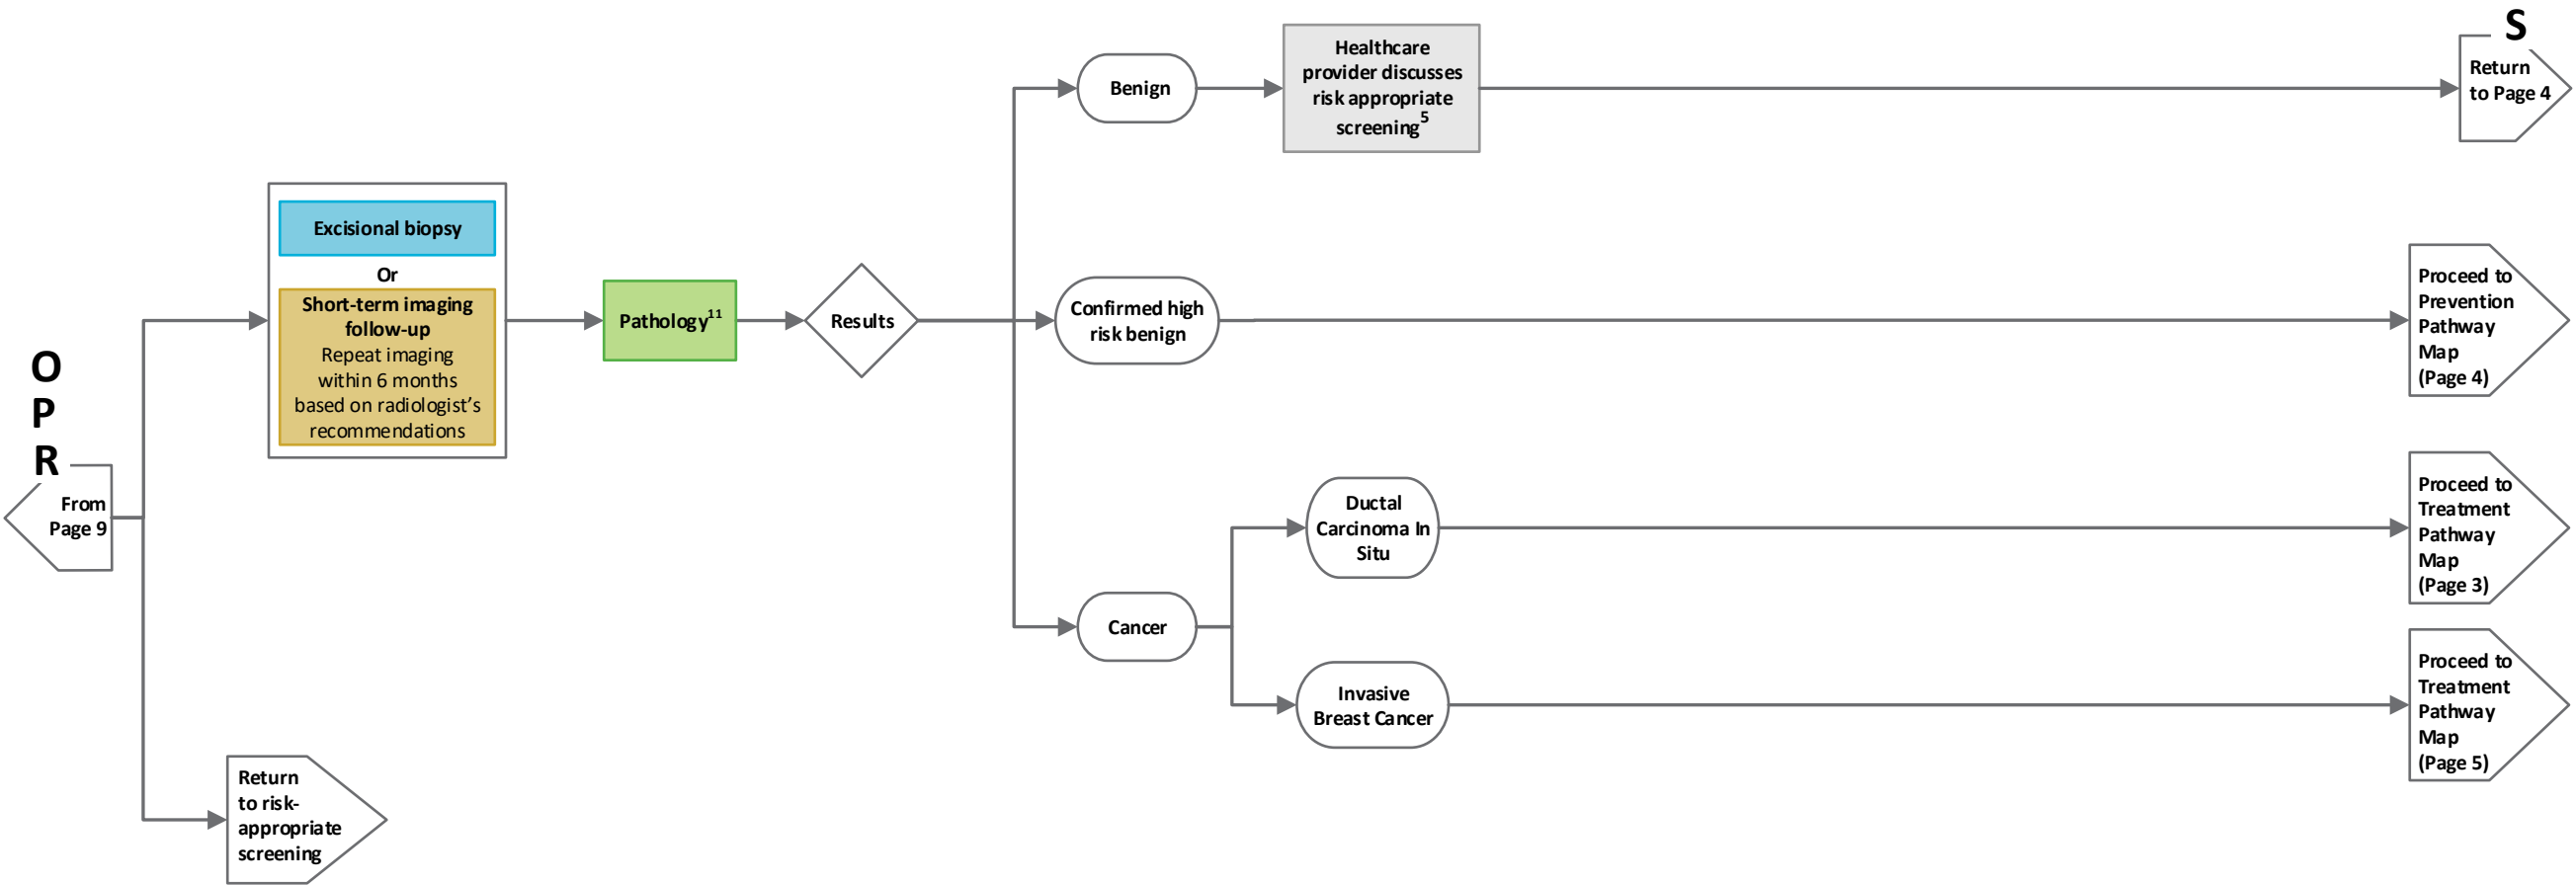 O
P
R
From
Page 9
Excisional biopsy
Or
Short-term imaging
follow-up
Repeat imaging
within 6 months
based on radiologist’s
recommendations
Return
to risk-
appropriate
screening
Pathology11
Results
Benign
Healthcare
provider discusses
risk appropriate
screening5
S
Return
to Page 4
Confirmed high
risk benign
Proceed to
Prevention
Pathway
Map
(Page 4)
Cancer
Ductal
Carcinoma In
Situ
Proceed to
Treatment
Pathway
Map
(Page 3)
Invasive
Breast Cancer
Proceed to
Treatment
Pathway
Map
(Page 5)